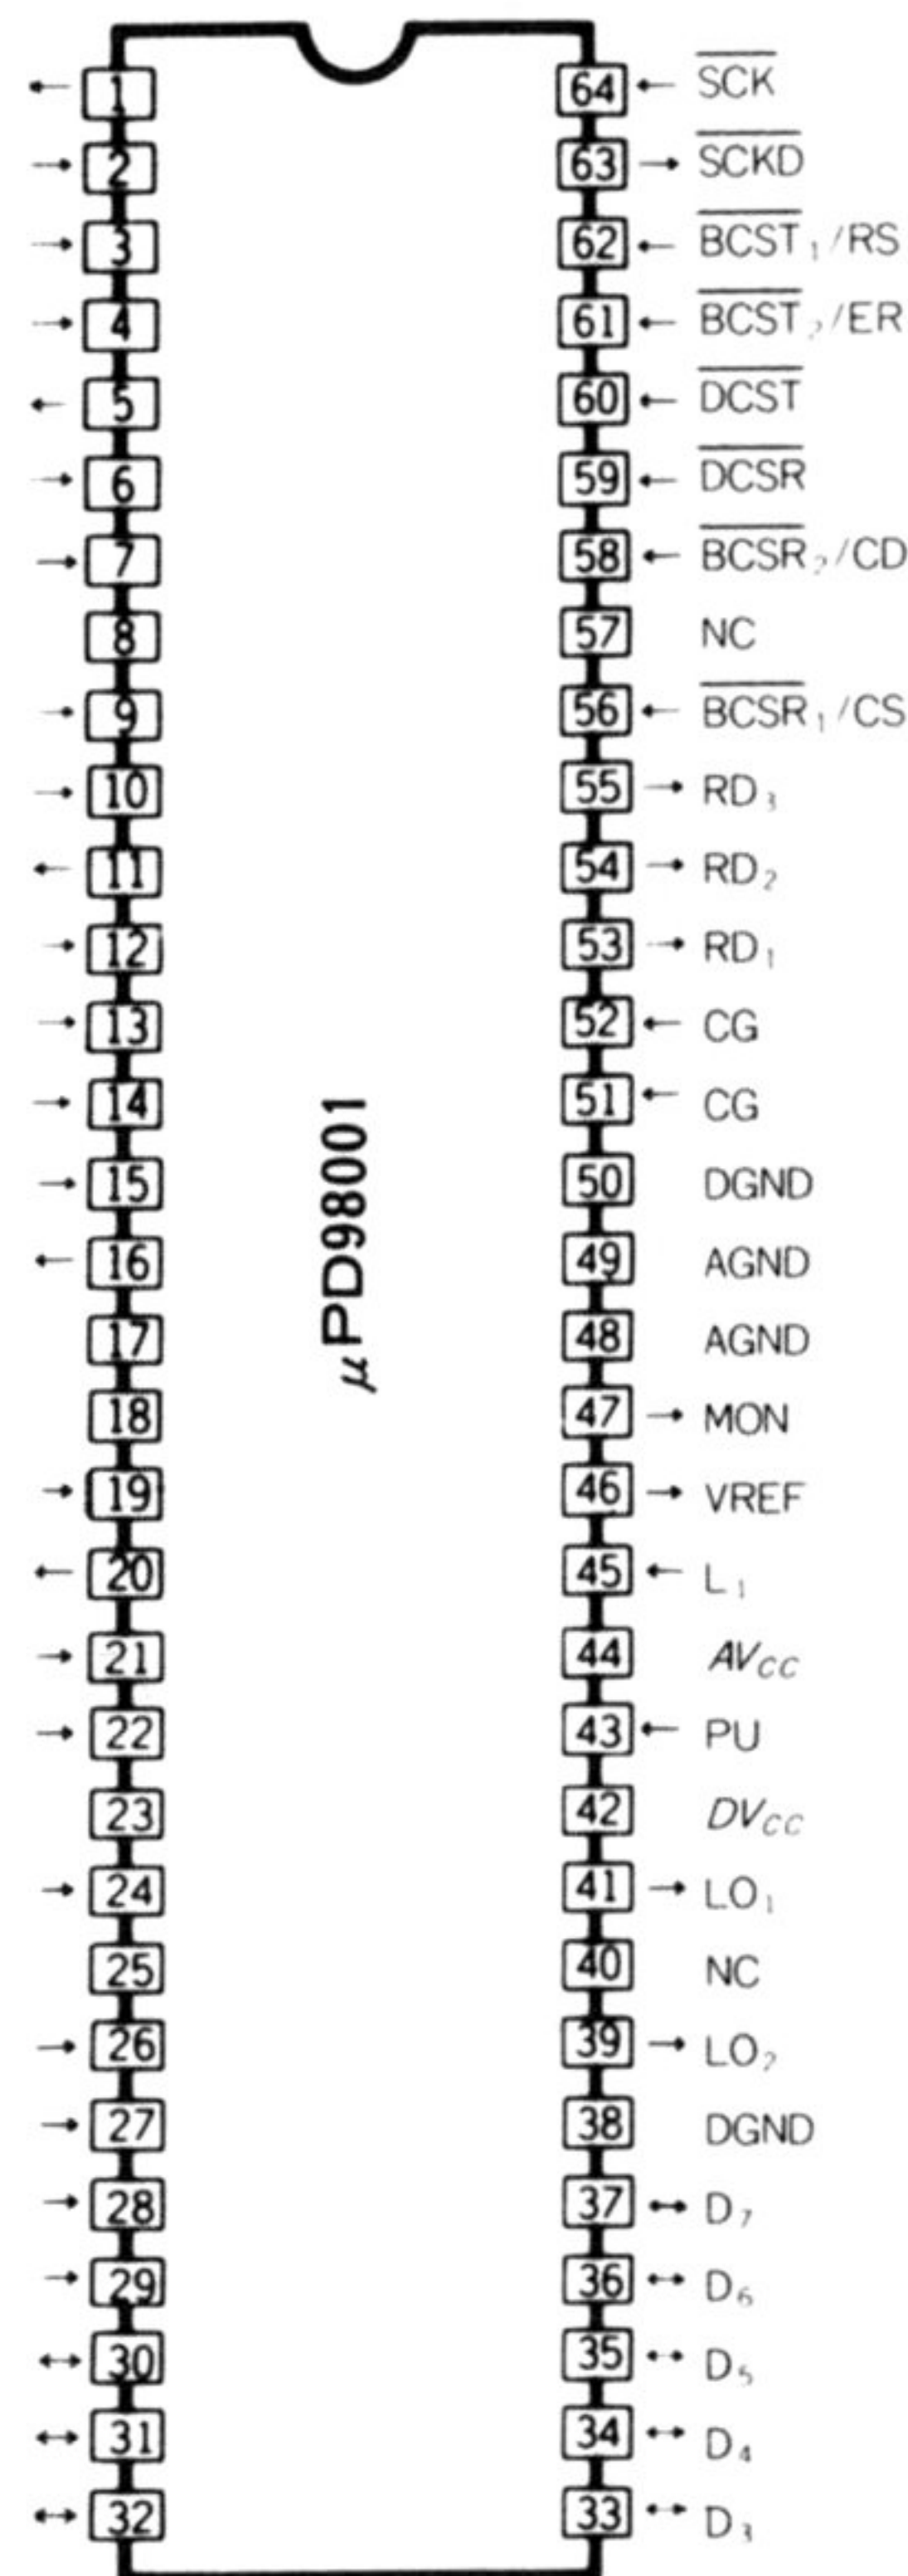 1 64 SCK
2 63 SCKD
3 62 BCST₁/RS
4 61 BCST₂/ER
5 60 DCST
6 59 DCSR
7 58 BCSR₂/CD
8 57 NC
9 56 BCSR₁/CS
10 55 RD₃
11 54 RD₂
12 53 RD₁
13 52 CG
14 51 CG
15 50 DGND
16 49 AGND
17 48 AGND
18 47 MON
19 46 VREF
20 45 L₁
21 44 AVCC
22 43 PU
23 42 DVCC
24 41 LO₁
25 40 NC
26 39 LO₂
27 38 DGND
28 37 D₇
29 36 D₆
30 35 D₅
31 34 D₄
32 33 D₃
μPD98001